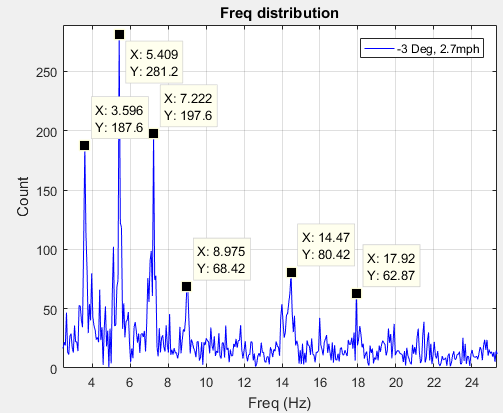 Freq distribution
-3 Deg, 2.7mph
X: 5.409
Y: 281.2
X: 7.222
Y: 197.6
X: 3.596
Y: 187.6
X: 8.975
Y: 68.42
X: 14.47
Y: 80.42
X: 17.92
Y: 62.87
Count
250
200
150
100
50
0
4 6 8 10 12 14 16 18 20 22 24
Freq (Hz)